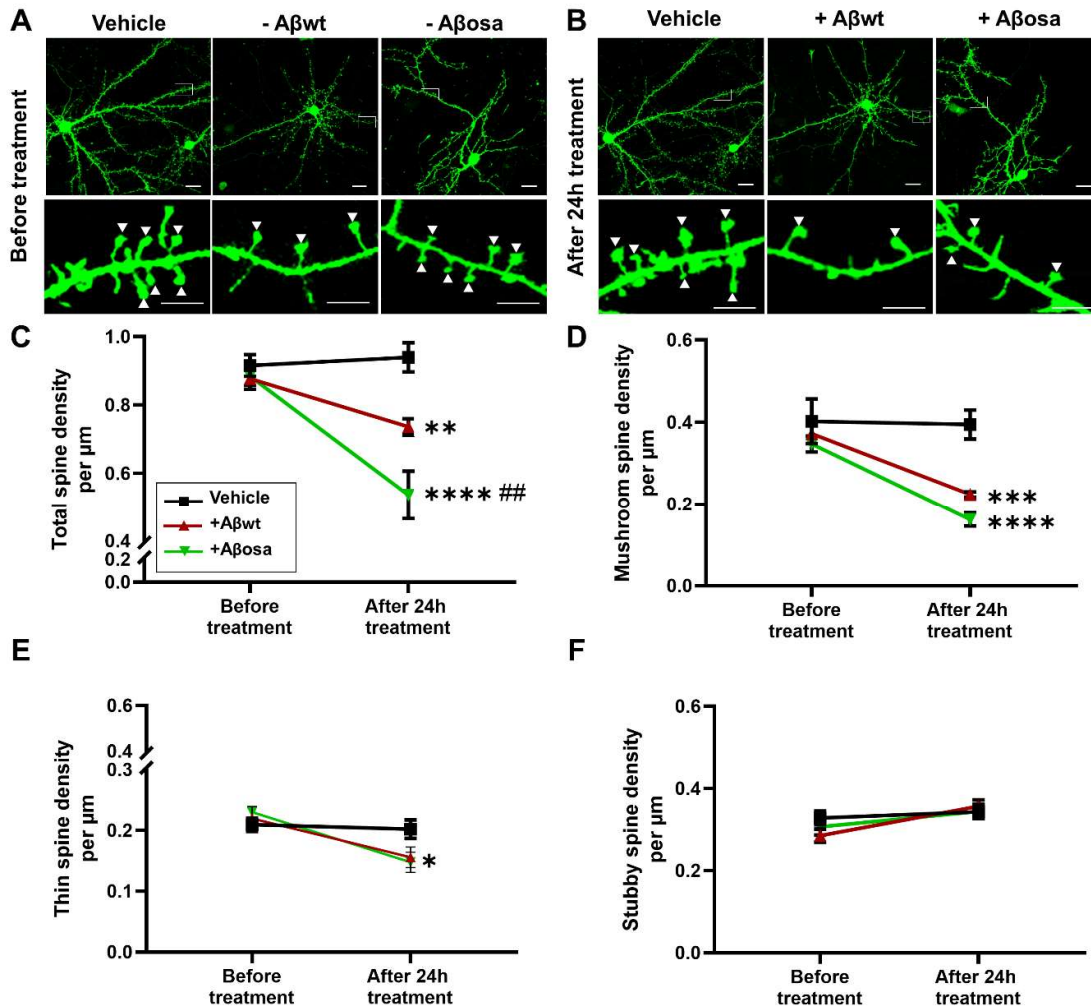 A
Vehicle
- Aβwt
- Aβosa
Before treatment
B
Vehicle
+ Aβwt
+ Aβosa
After 24h treatment
C
Total spine density
per µm
1.0
0.8
0.6
0.4
0.2
0.0
Vehicle
+Aβwt
+Aβosa
**
**** ##
Before
treatment
After 24h
treatment
D
Mushroom spine density
per µm
0.6
0.4
0.2
0.0
***
****
Before
treatment
After 24h
treatment
E
Thin spine density
per µm
0.6
0.4
0.3
0.2
0.1
0.0
*
Before
treatment
After 24h
treatment
F
Stubby spine density
per µm
0.6
0.4
0.2
0.0
Before
treatment
After 24h
treatment